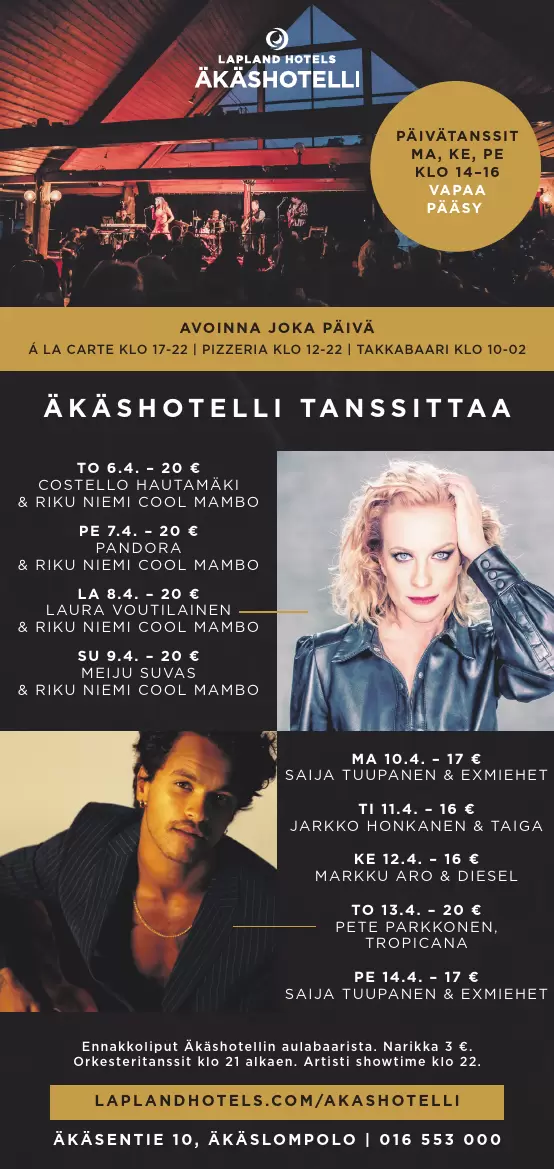 LAPLAND HOTELS
ÄKÄSHOTELLI
PÄIVÄTANSSIT
MA, KE, PE
KLO 14–16
VAPAA
PÄÄSY
AVOINNA JOKA PÄIVÄ
Á LA CARTE KLO 17-22 | PIZZERIA KLO 12-22 | TAKKABAARI KLO 10-02
ÄKÄSHOTELLI TANSSITTAA
TO 6.4. – 20 €
COSTELLO HAUTAMÄKI
& RIKU NIEMI COOL MAMBO
PE 7.4. – 20 €
PANDORA
& RIKU NIEMI COOL MAMBO
LA 8.4. – 20 €
LAURA VOUTILAINEN
& RIKU NIEMI COOL MAMBO
SU 9.4. – 20 €
MEIJU SUVAS
& RIKU NIEMI COOL MAMBO
MA 10.4. – 17 €
SAIJA TUUPANEN & EXMIEHET
TI 11.4. – 16 €
JARKKO HONKANEN & TAIGA
KE 12.4. – 16 €
MARKKU ARO & DIESEL
TO 13.4. – 20 €
PETE PARKKONEN,
TROPICANA
PE 14.4. – 17 €
SAIJA TUUPANEN & EXMIEHET
Ennakkoliput Äkäshotellin aulabaarista. Narikka 3 €.
Orkesteritanssit klo 21 alkaen. Artisti showtime klo 22.
LAPLANDHOTELS.COM/AKASHOTELLI
ÄKÄSENTIE 10, ÄKÄSLOMPOLO | 016 553 000